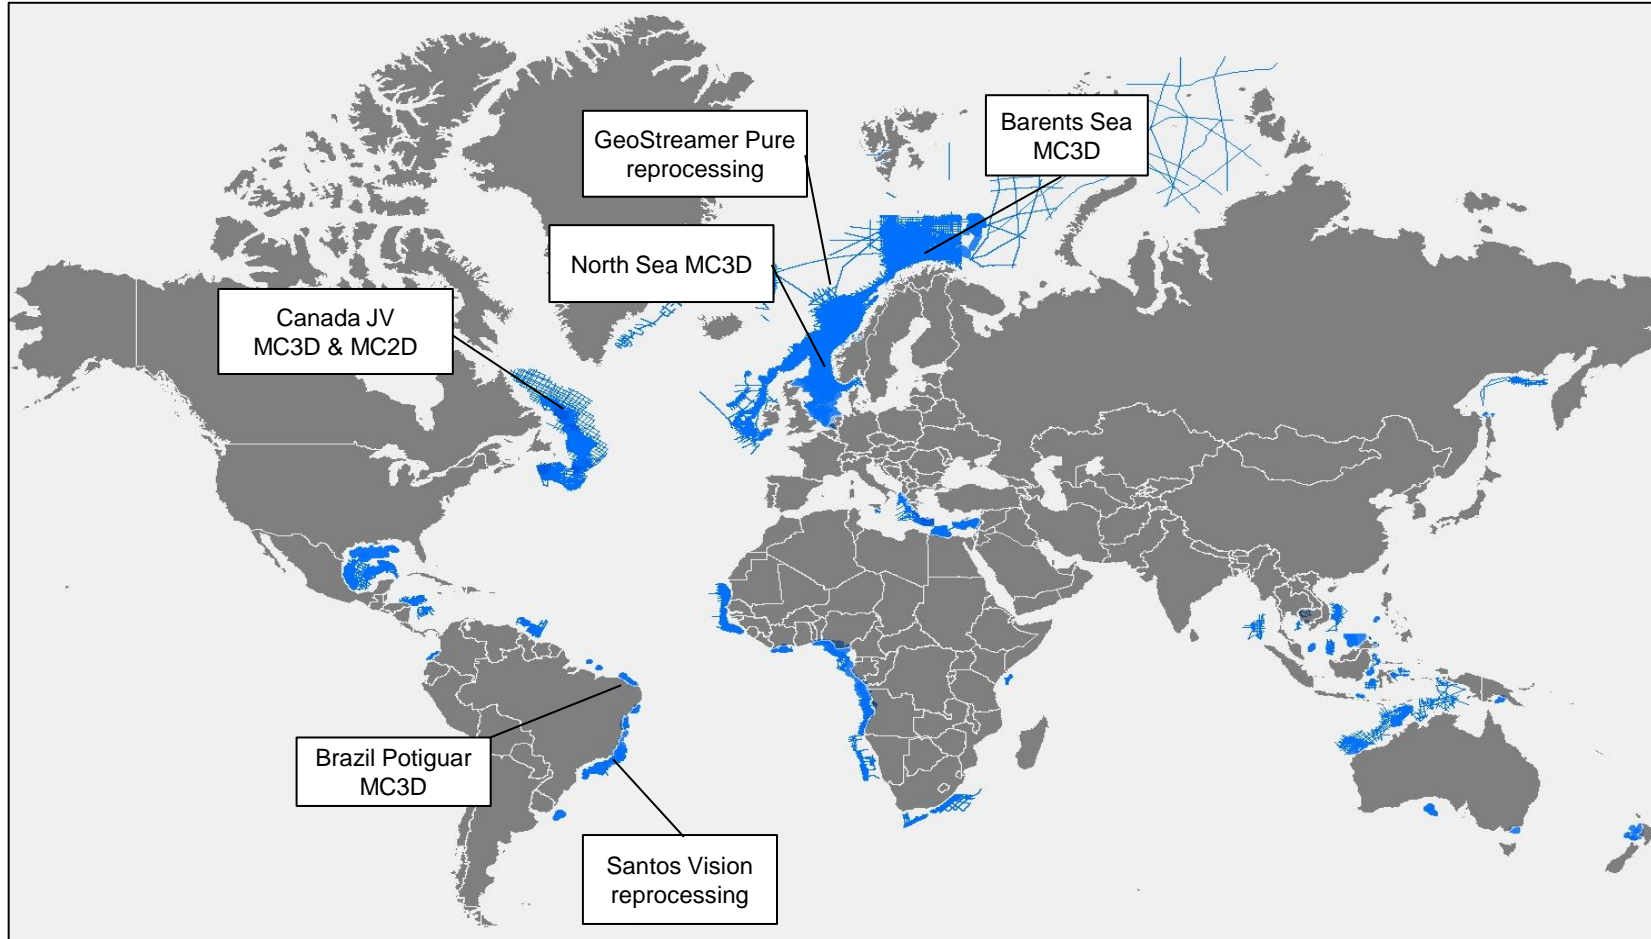 GeoStreamer Pure
reprocessing
Barents Sea
MC3D
North Sea MC3D
Canada JV
MC3D & MC2D
Brazil Potiguar
MC3D
Santos Vision
reprocessing